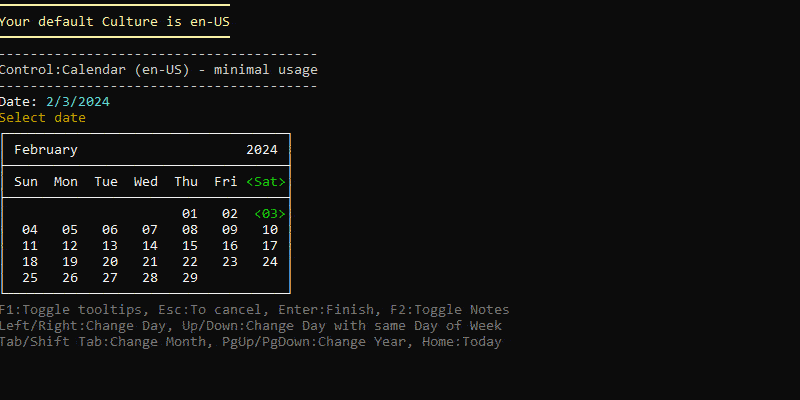 Your default Culture is en-US
----------------------------------------
Control:Calendar (en-US) - minimal usage
----------------------------------------
Date: 2/3/2024
Select date
February 2024
Sun Mon Tue Wed Thu Fri <Sat>
01 02 <03>
04 05 06 07 08 09 10
11 12 13 14 15 16 17
18 19 20 21 22 23 24
25 26 27 28 29
F1:Toggle tooltips, Esc:To cancel, Enter:Finish, F2:Toggle Notes
Left/Right:Change Day, Up/Down:Change Day with same Day of Week
Tab/Shift Tab:Change Month, PgUp/PgDown:Change Year, Home:Today